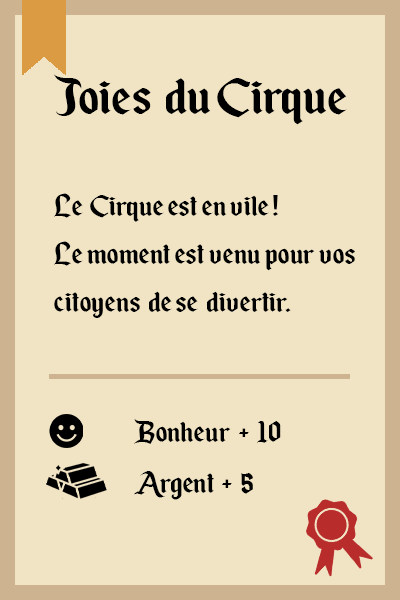 Joies du Cirque
Le Cirque est en vile !
Le moment est venu pour vos
citoyens de se divertir.
Bonheur + 10
Argent + 5